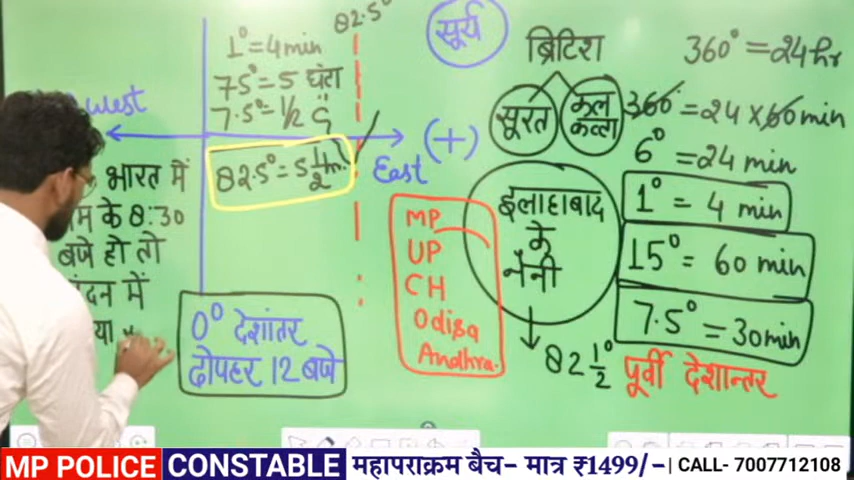 82.5°
सूर्य
1° = 4 min
75° = 5 घंटा
7.5° = 1/2 ''
West
82.5° = 5 1/2 hr.
East
(+)
भारत में
के 8:30
बजे हो तो
में
0° देशांतर
दोपहर 12 बजे
MP
UP
CH
Odisa
Andhra.
ब्रिटिश
सूरत
कल
कत्ता
इलाहाबाद
के
नैनी
82 1/2°
पूर्वी देशान्तर
360° = 24 hr
360° = 24 x 60 min
6° = 24 min
1° = 4 min
15° = 60 min
7.5° = 30 min
MP POLICE CONSTABLE महापराक्रम बैच- मात्र ₹1499/-| CALL- 7007712108